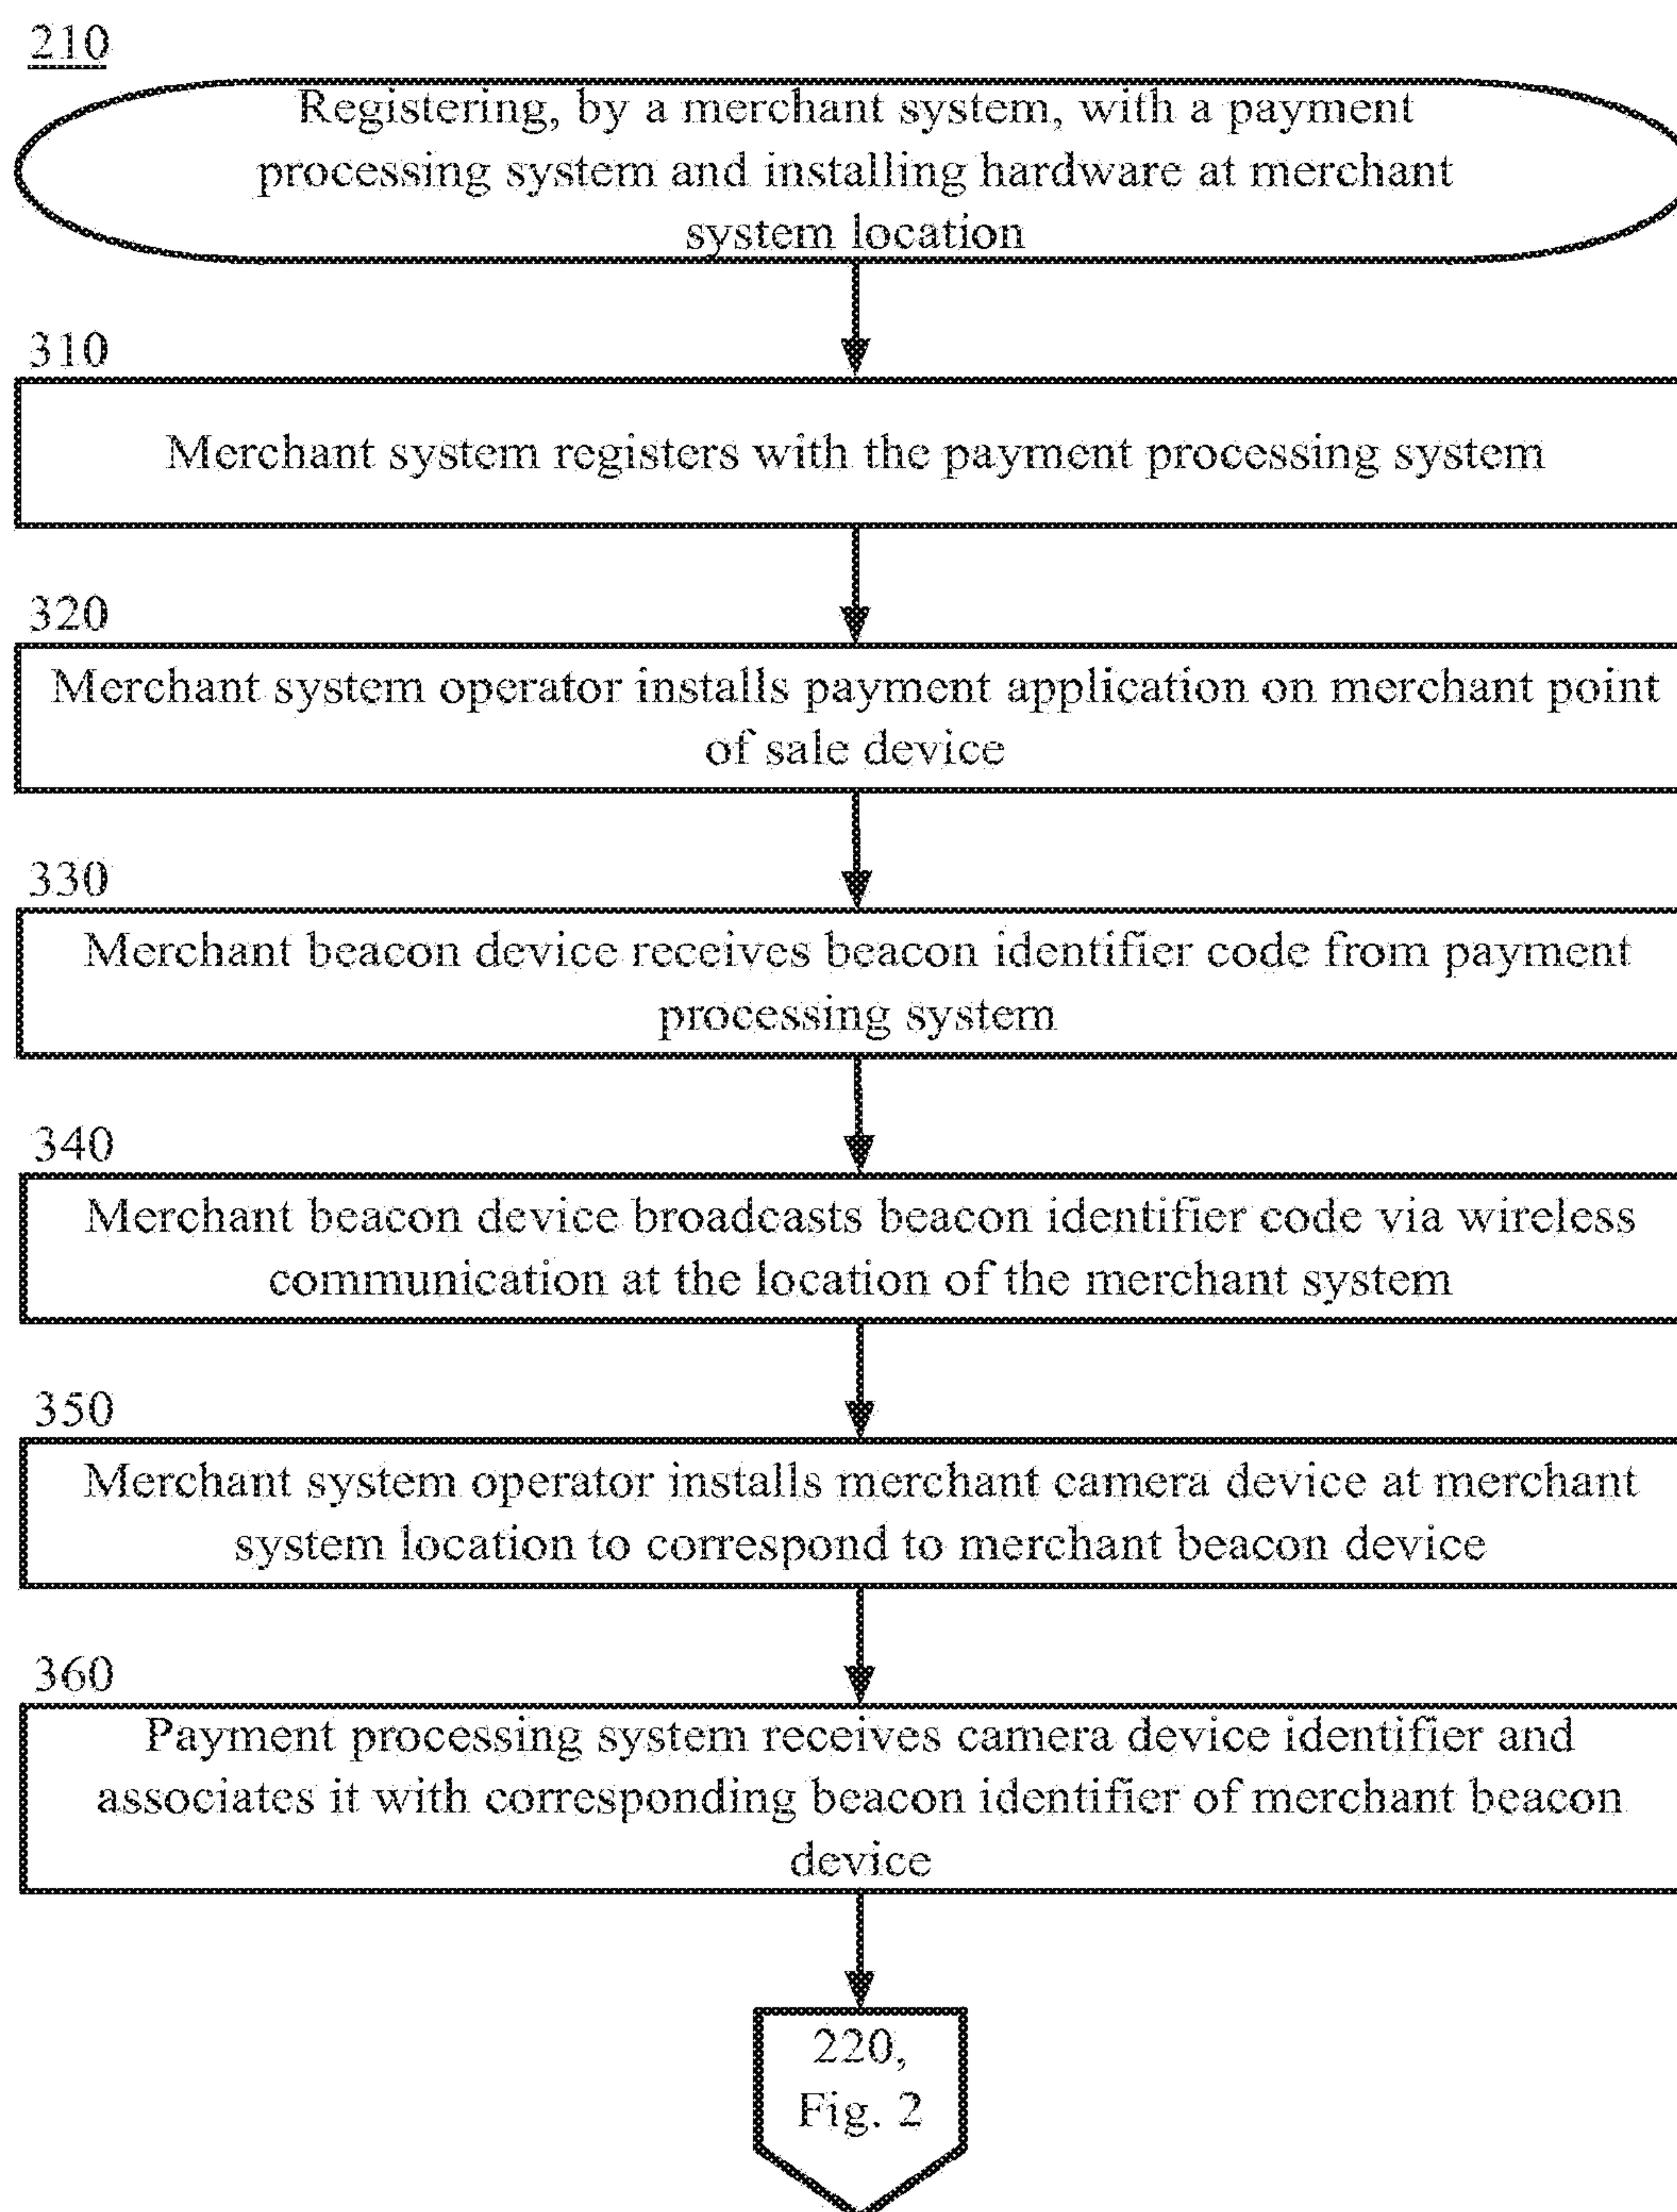 210
Registering, by a merchant system, with a payment
processing system and installing hardware at merchant
system location
310
Merchant system registers with the payment processing system
320
Merchant system operator installs payment application on merchant point
of sale device
330
Merchant beacon device receives beacon identifier code from payment
processing system
340
Merchant beacon device broadcasts beacon identifier code via wireless
communication at the location of the merchant system
350
Merchant system operator installs merchant camera device at merchant
system location to correspond to merchant beacon device
360
Payment processing system receives camera device identifier and
associates it with corresponding beacon identifier of merchant beacon
device
220,
Fig. 2